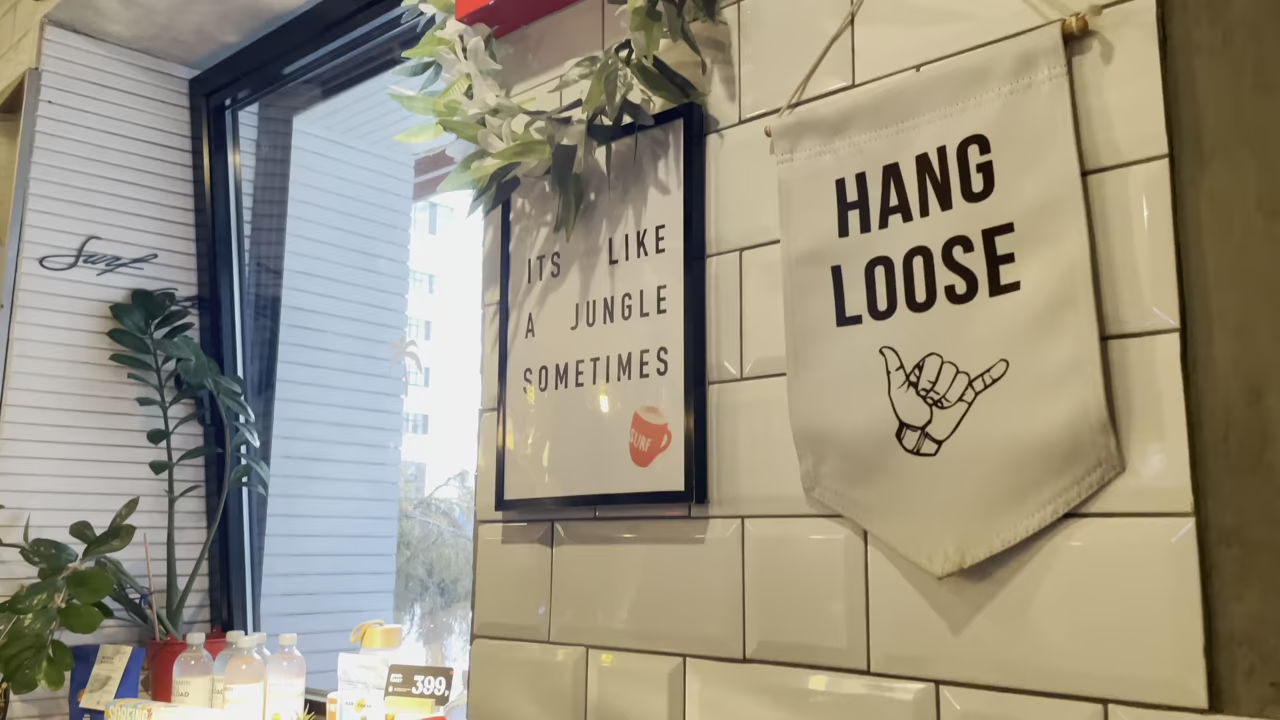 Surf
ITS LIKE
A JUNGLE
SOMETIMES
SURF
HANG
LOOSE
399,